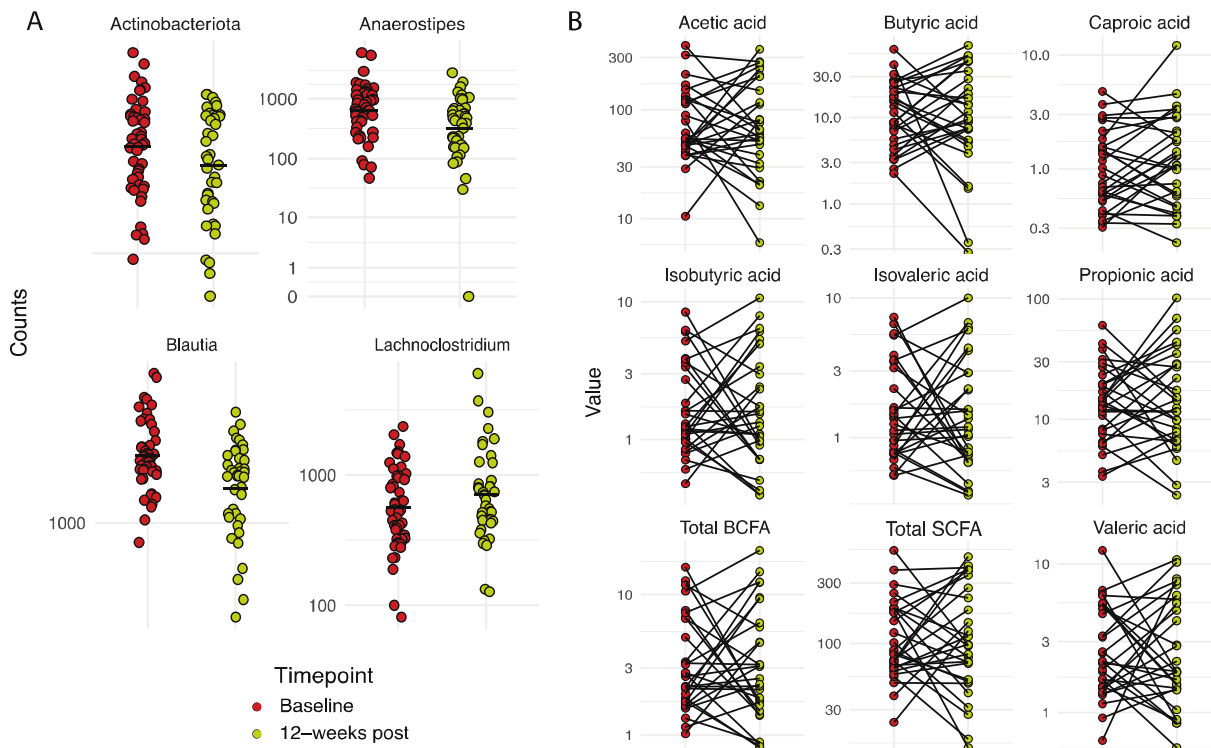 A
Actinobacteriota
Anaerostipes
1000
100
10
1
0
Counts
Blautia
Lachnoclostridium
1000
1000
100
Timepoint
Baseline
12–weeks post
B
Acetic acid
Butyric acid
Caproic acid
300
100
30
10
30.0
10.0
3.0
1.0
0.3
10.0
3.0
1.0
0.3
Value
Isobutyric acid
Isovaleric acid
Propionic acid
10
3
1
10
3
1
100
30
10
3
Total BCFA
Total SCFA
Valeric acid
10
3
1
300
100
30
10
3
1